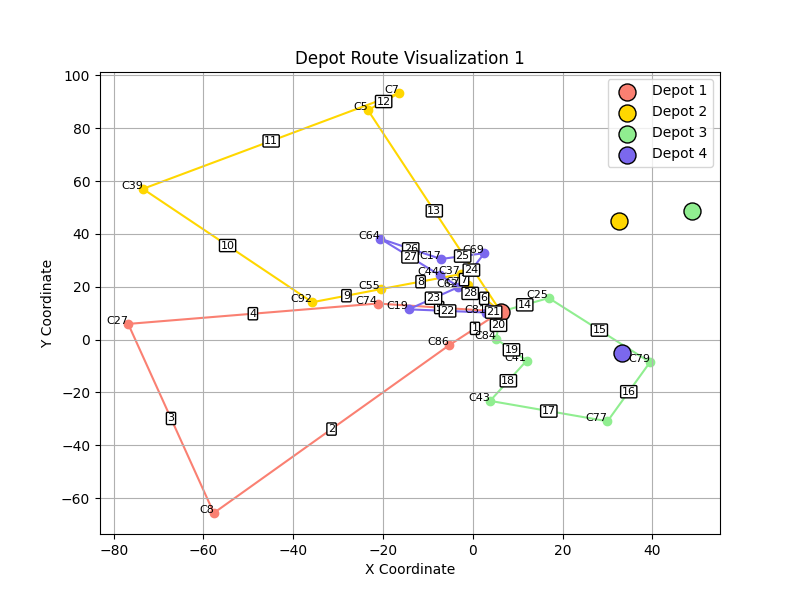 Depot Route Visualization 1
Depot 1
Depot 2
Depot 3
Depot 4
Y Coordinate
100
80
60
40
20
0
−20
−40
−60
−80
−60
−40
−20
0
20
40
X Coordinate
C7
12
C5
11
C39
13
C64
10
26
C69
27
C17
25
C44
C37
24
8
7
C62
C55
28
C25
9
23
6
C92
C74
C19
14
22
C8
21
4
C27
20
15
1
C84
C86
19
C41
C79
18
16
C43
17
3
C77
2
C8